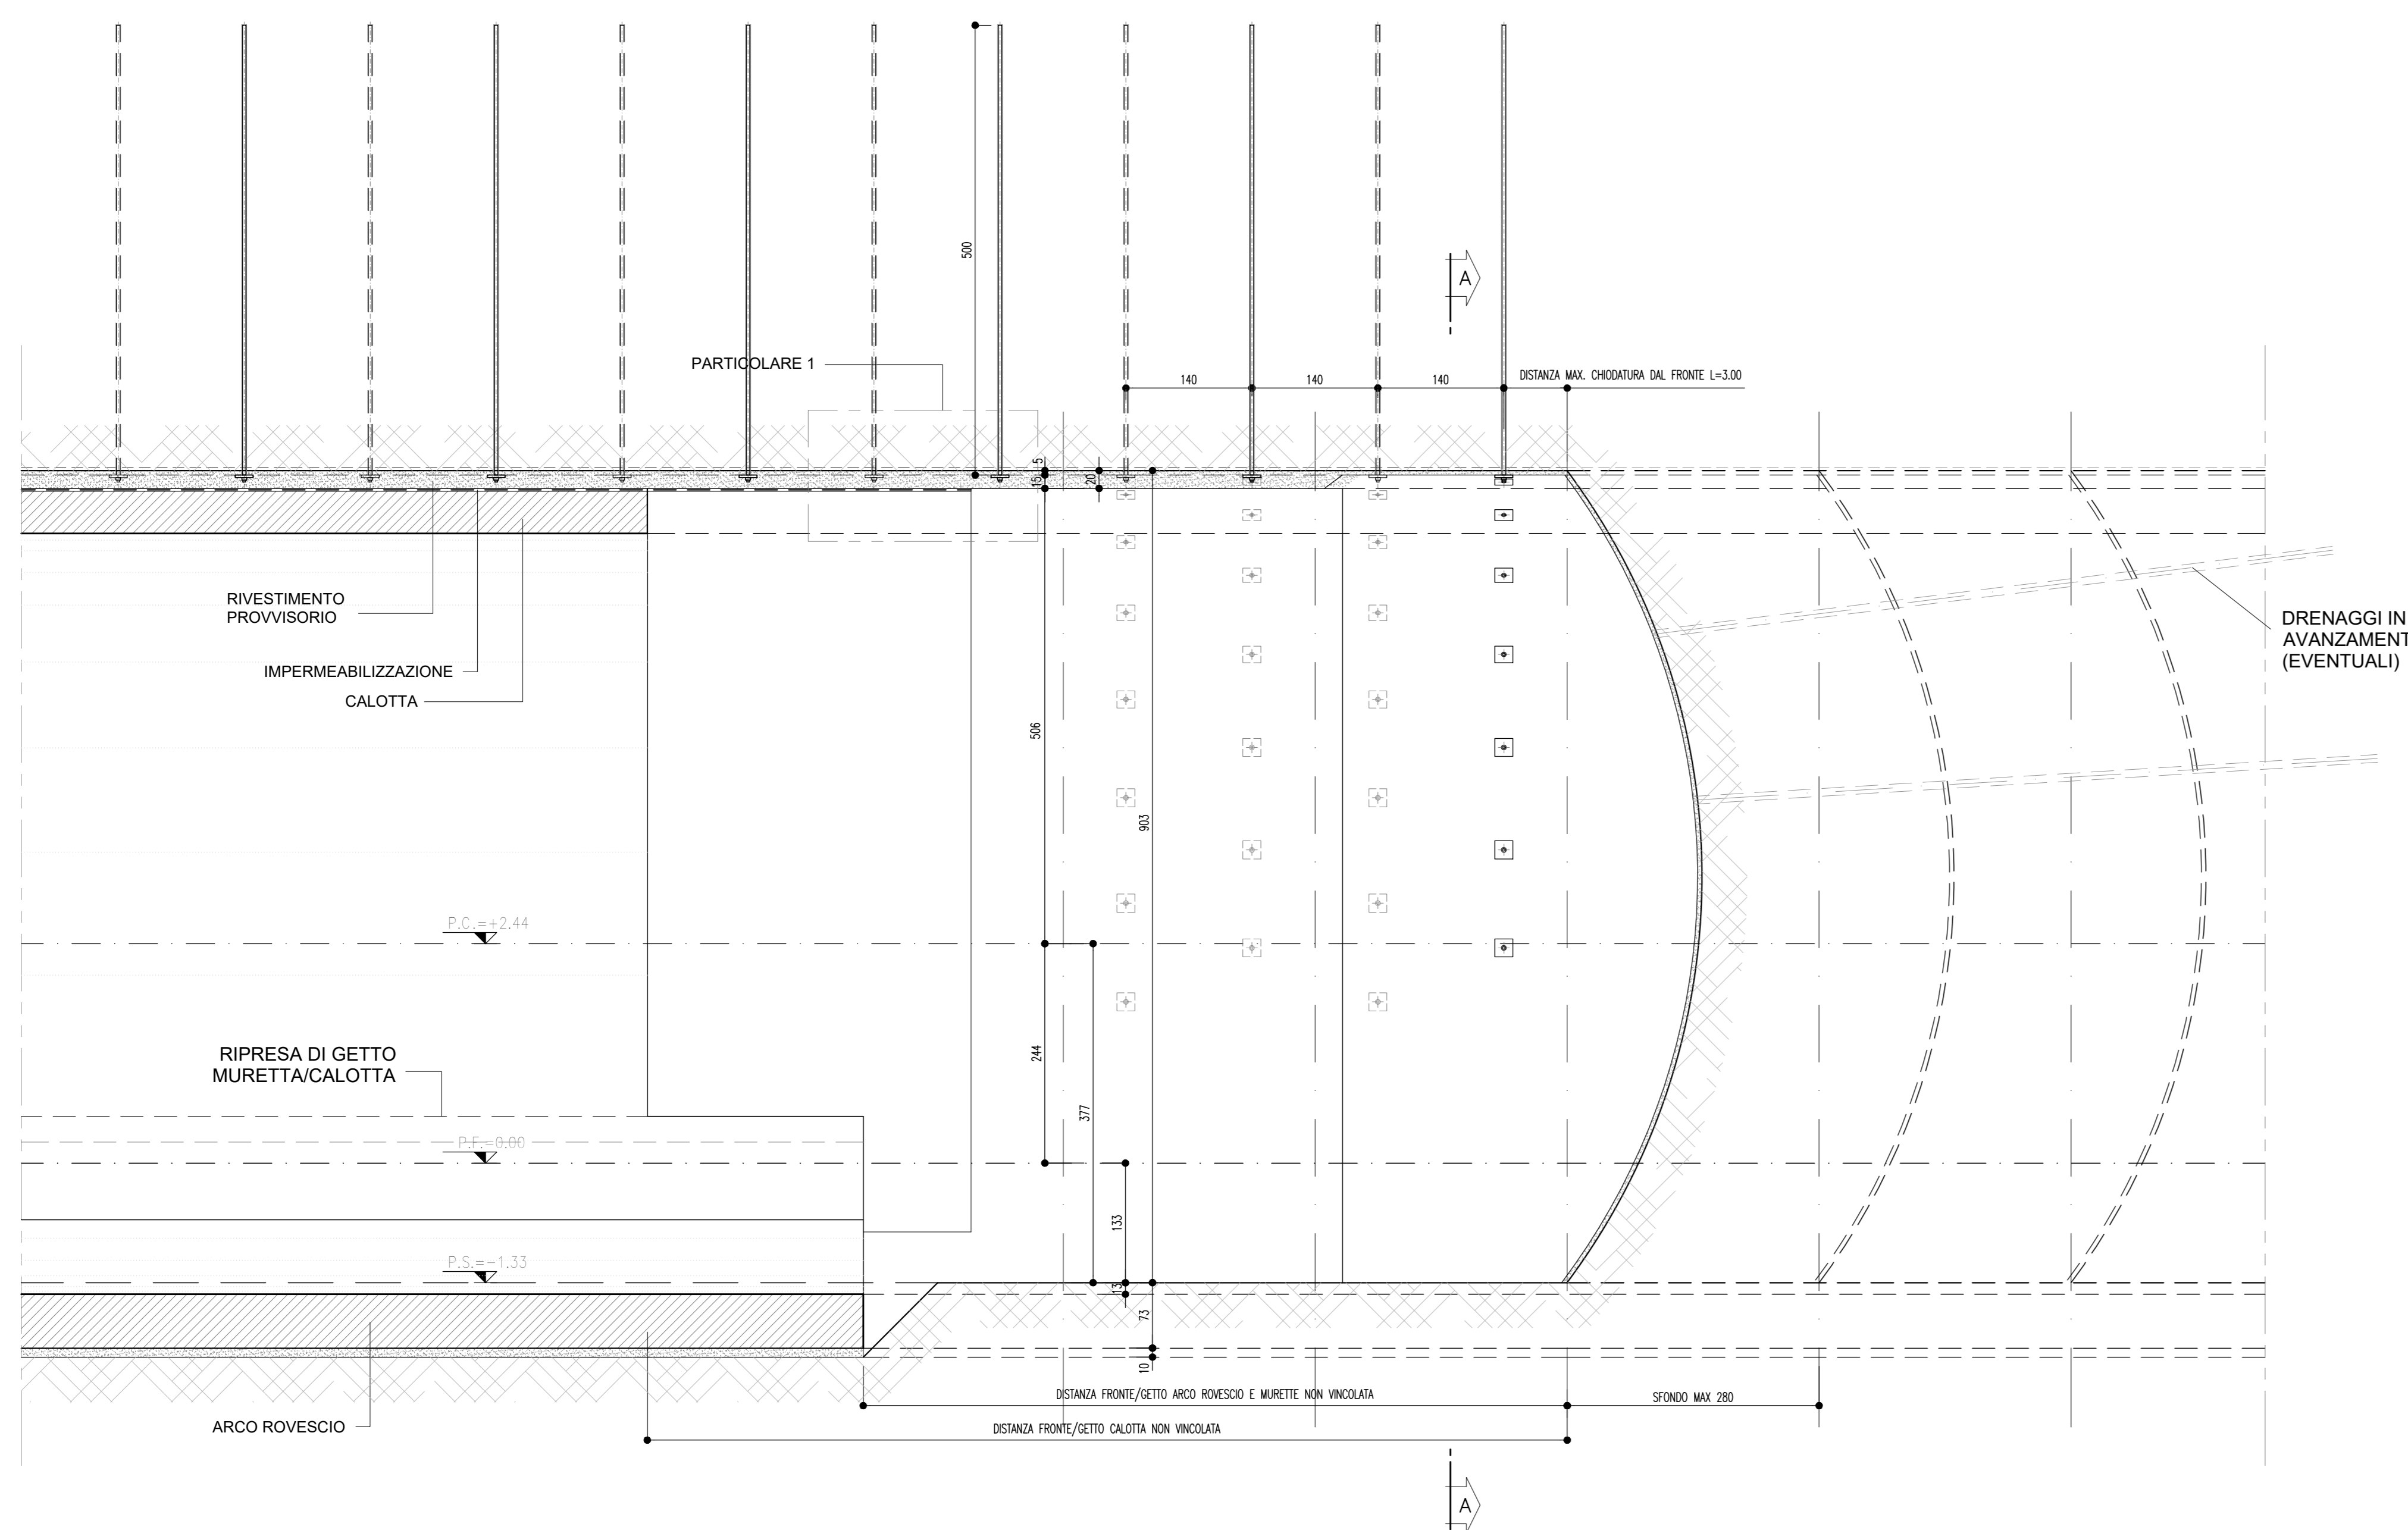 500
A
PARTICOLARE 1
140
140
140
DISTANZA MAX. CHIODATURA DAL FRONTE L=3.00
5
15
20
RIVESTIMENTO
PROVVISORIO
DRENAGGI IN
AVANZAMENT
(EVENTUALI)
IMPERMEABILIZZAZIONE
CALOTTA
506
903
P.C.=+2.44
RIPRESA DI GETTO
MURETTA/CALOTTA
244
377
P.F.=0.00
133
P.S.=-1.33
13
73
10
DISTANZA FRONTE/GETTO ARCO ROVESCIO E MURETTE NON VINCOLATA
SFONDO MAX 280
ARCO ROVESCIO
DISTANZA FRONTE/GETTO CALOTTA NON VINCOLATA
A